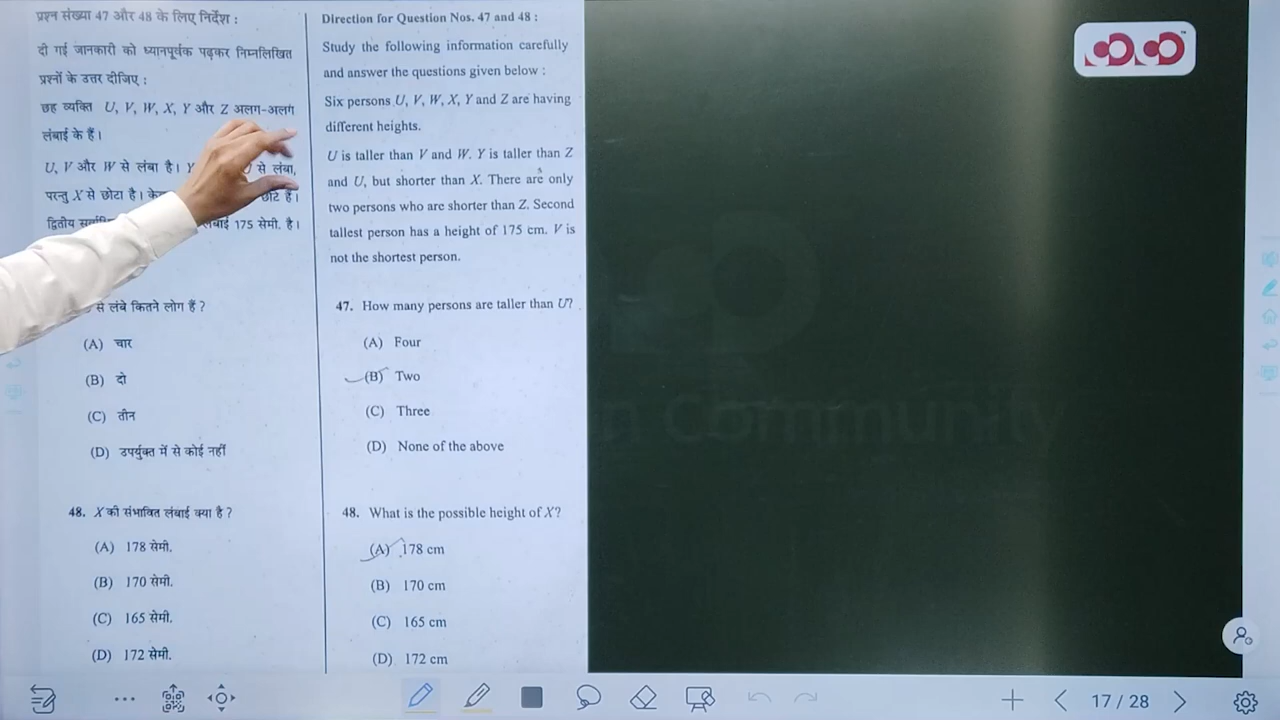 प्रश्न संख्या 47 और 48 के लिए निर्देश :
दी गई जानकारी को ध्यानपूर्वक पढ़कर निम्नलिखित
प्रश्नों के उत्तर दीजिए :
छह व्यक्ति U, V, W, X, Y और Z अलग-अलग
लंबाई के हैं।
U, V और W से लंबा है। Y से लंबा,
परन्तु X से छोटा है। छोटे हैं।
द्वितीय 175 सेमी. है।
से लंबे कितने लोग हैं ?
(A) चार
(B) दो
(C) तीन
(D) उपर्युक्त में से कोई नहीं
48. X की संभावित लंबाई क्या है ?
(A) 178 सेमी.
(B) 170 सेमी.
(C) 165 सेमी.
(D) 172 सेमी.
Direction for Question Nos. 47 and 48 :
Study the following information carefully
and answer the questions given below :
Six persons U, V, W, X, Y and Z are having
different heights.
U is taller than V and W. Y is taller than Z
and U, but shorter than X. There are only
two persons who are shorter than Z. Second
tallest person has a height of 175 cm. V is
not the shortest person.
47. How many persons are taller than U?
(A) Four
(B) Two
(C) Three
(D) None of the above
48. What is the possible height of X?
(A) 178 cm
(B) 170 cm
(C) 165 cm
(D) 172 cm
n Community
17 / 28